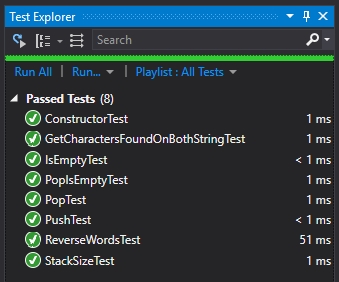 Test Explorer
Search
Run All | Run... | Playlist : All Tests
Passed Tests (8)
ConstructorTest 1 ms
GetCharactersFoundOnBothStringTest 1 ms
IsEmptyTest < 1 ms
PopIsEmptyTest 1 ms
PopTest 1 ms
PushTest < 1 ms
ReverseWordsTest 51 ms
StackSizeTest 1 ms